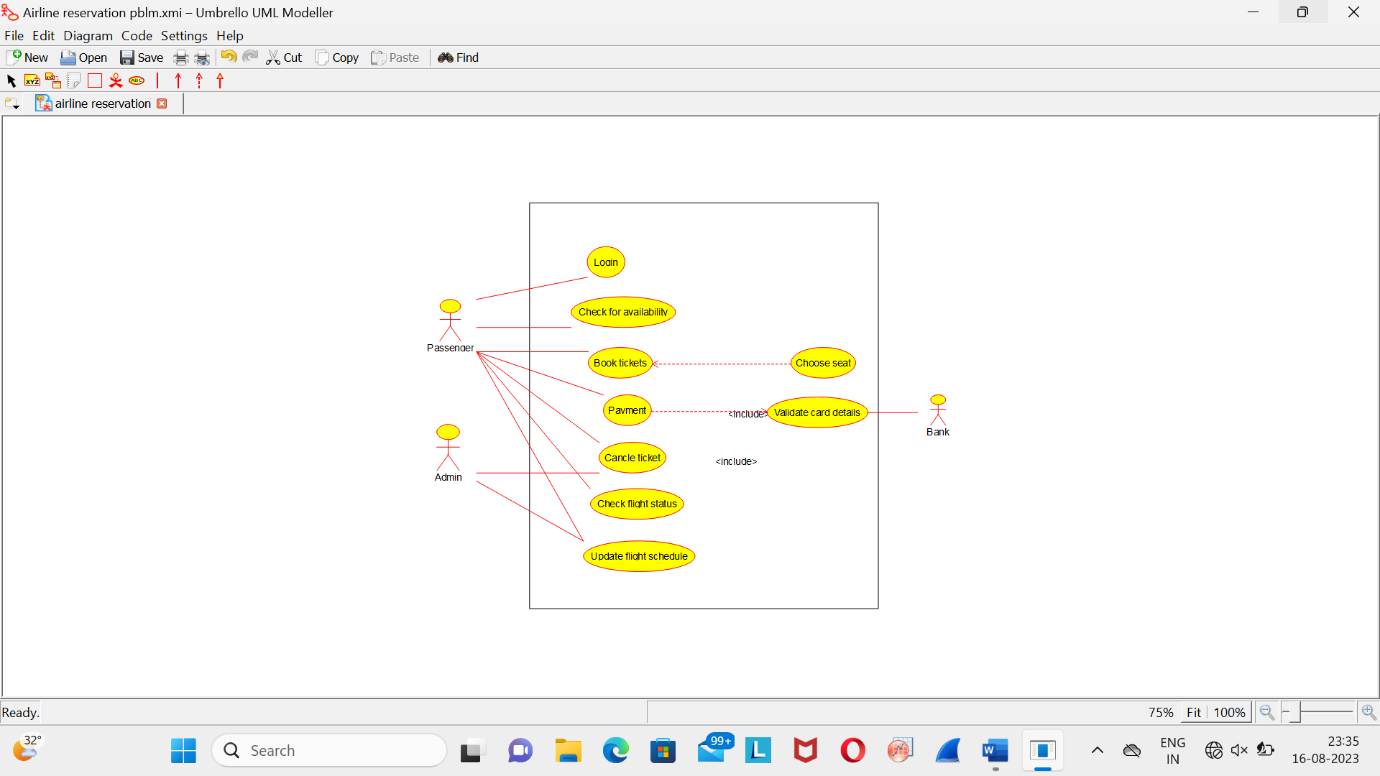 Airline reservation pblm.xmi – Umbrello UML Modeller
File Edit Diagram Code Settings Help
New Open Save Cut Copy Paste Find
XYZ ABC
airline reservation
Login
Check for availability
Passenger
Book tickets
Choose seat
Payment
<include>
Validate card details
Bank
Cancle ticket
<include>
Admin
Check flight status
Update flight schedule
Ready.
75% Fit 100%
32°
Search
99+
L
W
ENG
IN
23:35
16-08-2023